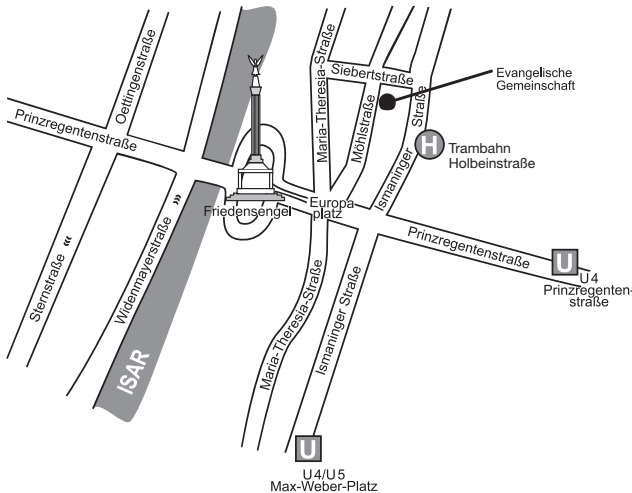 Oettingenstraße
Prinzregentenstraße
Maria-Theresia-Straße
Siebertstraße
Möhlstraße
Straße
Ismaninger
Evangelische
Gemeinschaft
H
Trambahn
Holbeinstraße
Friedensengel
Europa
platz
Prinzregentenstraße
U
U4
Prinzregenten-
straße
Sternstraße
Widenmayerstraße
ISAR
Maria-Theresia-Straße
Ismaninger Straße
U
U4/U5
Max-Weber-Platz